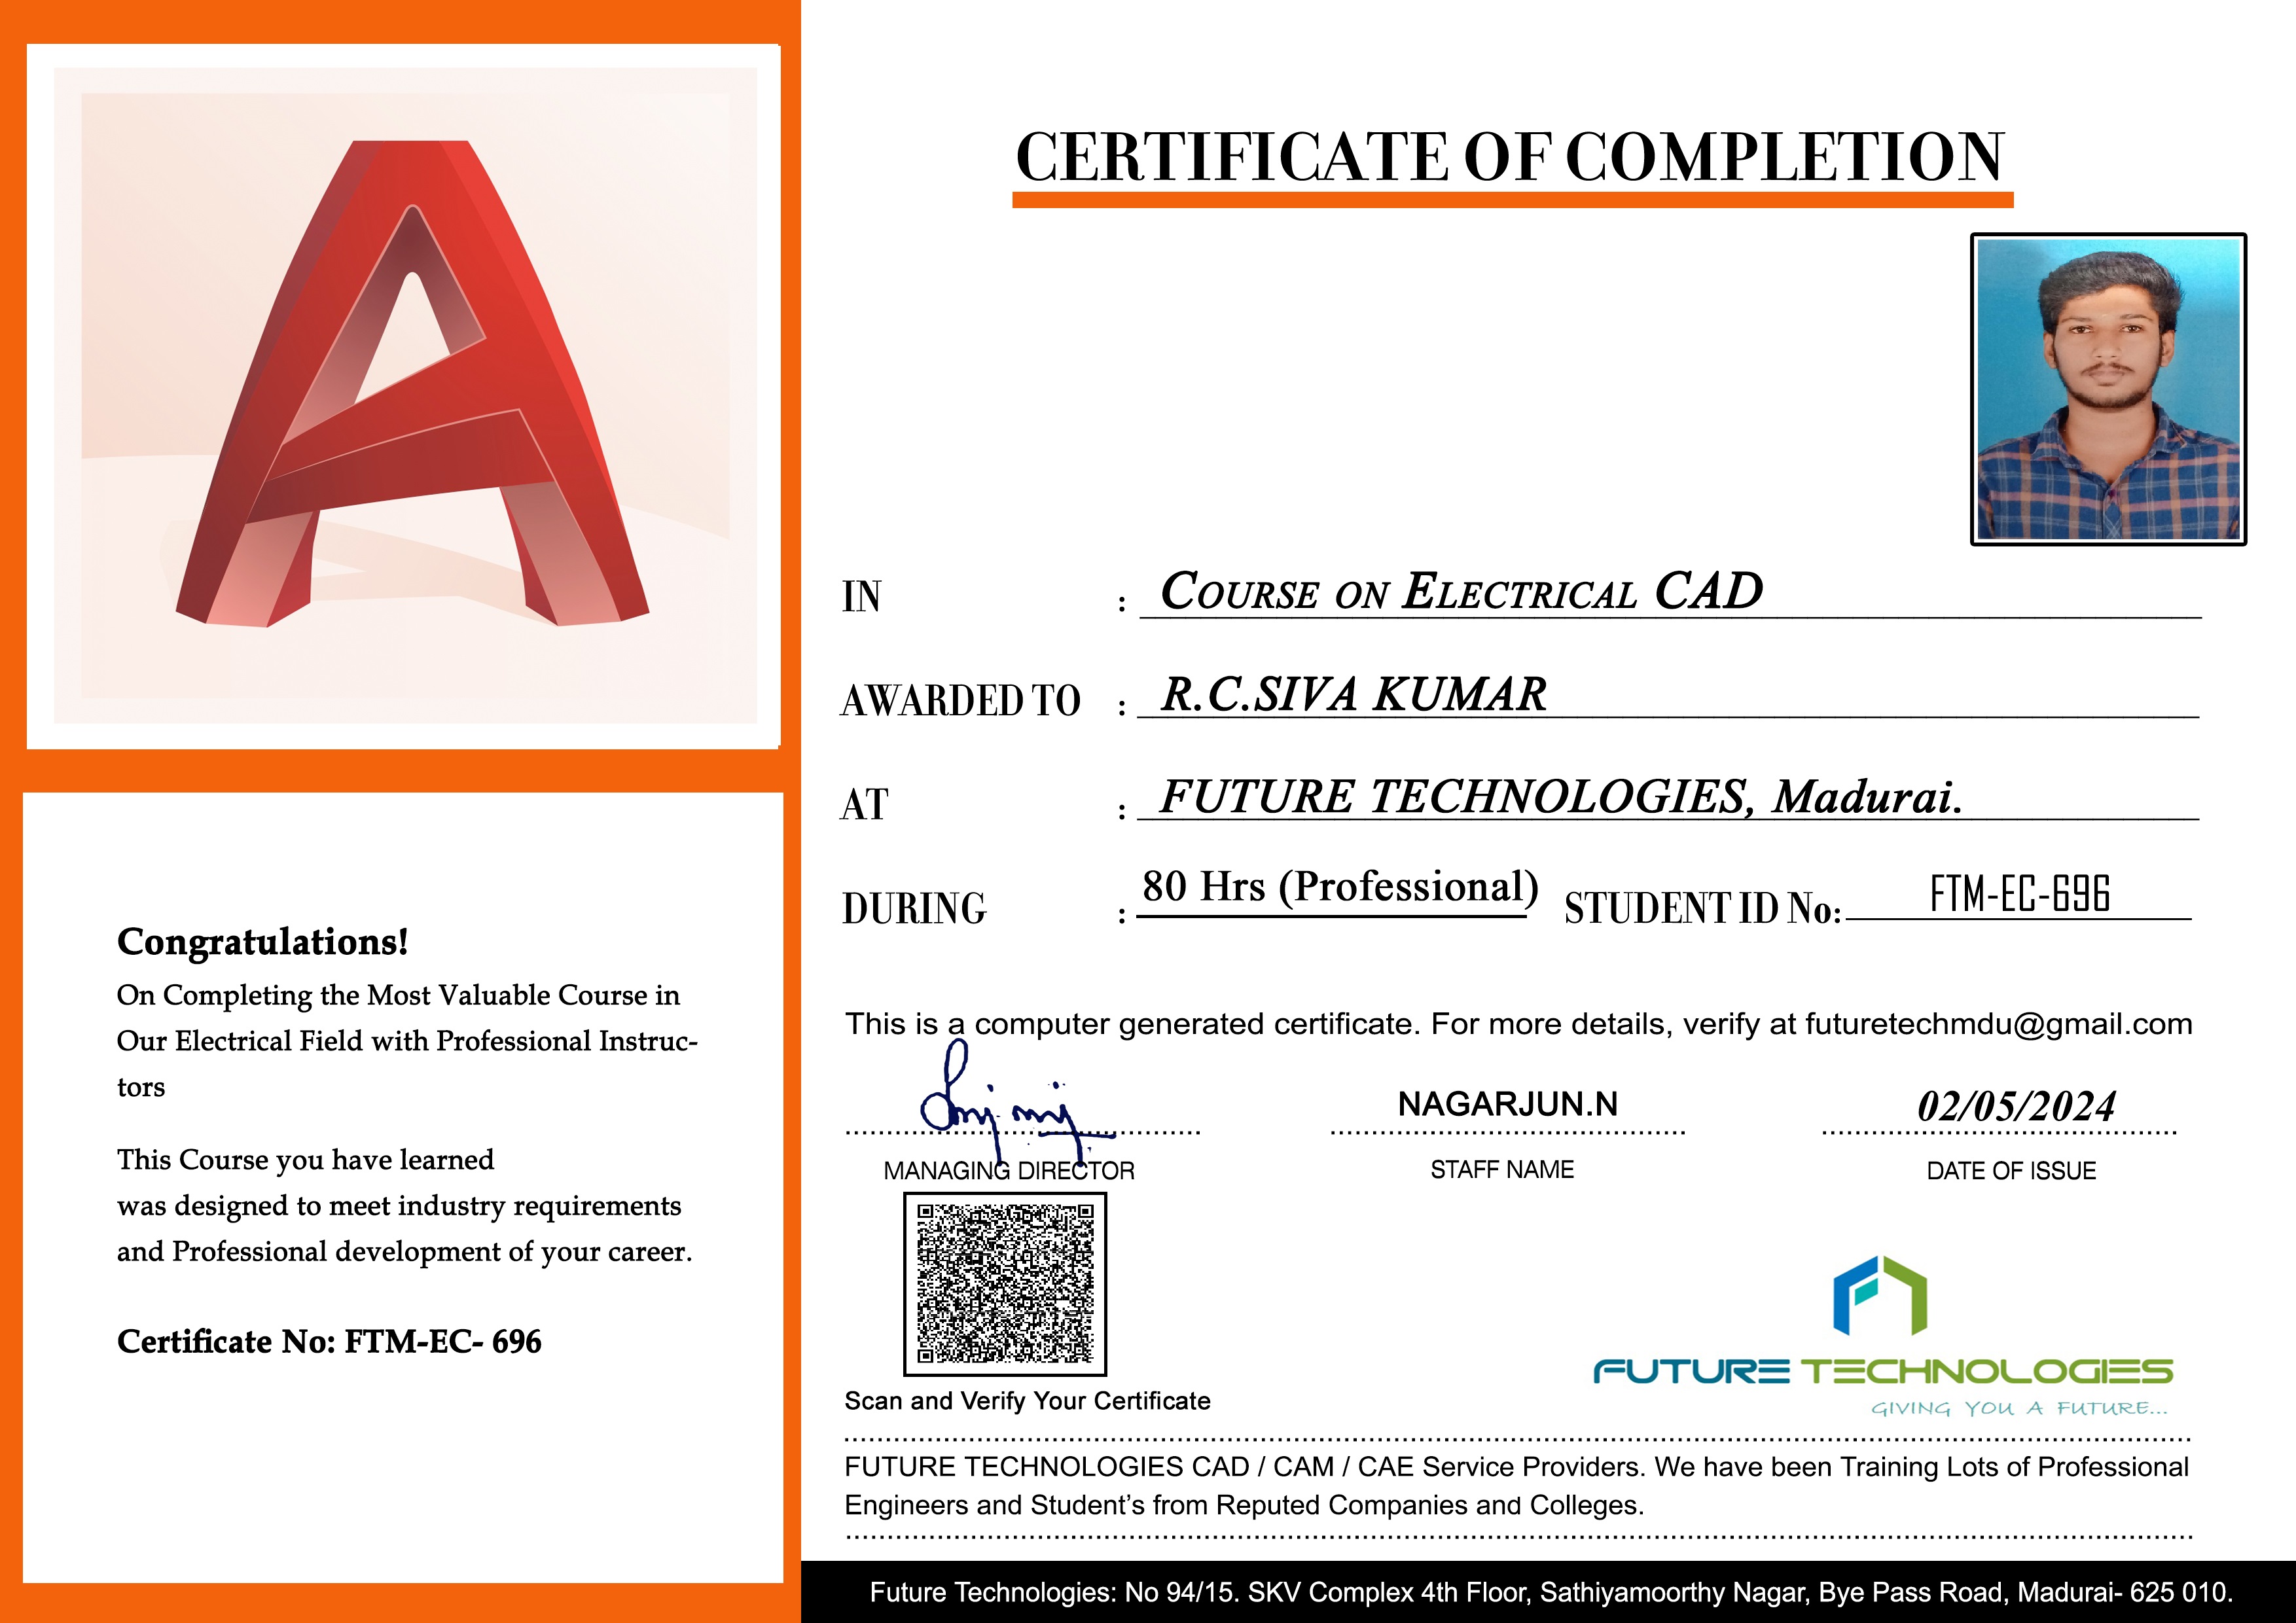 CERTIFICATE OF COMPLETION
IN : COURSE ON ELECTRICAL CAD
AWARDED TO : R.C.SIVA KUMAR
AT : FUTURE TECHNOLOGIES, Madurai.
DURING : 80 Hrs (Professional) STUDENT ID No: FTM-EC-696
This is a computer generated certificate. For more details, verify at futuretechmdu@gmail.com
NAGARJUN.N 02/05/2024
MANAGING DIRECTOR STAFF NAME DATE OF ISSUE
Scan and Verify Your Certificate
FUTURE TECHNOLOGIES
GIVING YOU A FUTURE...
FUTURE TECHNOLOGIES CAD / CAM / CAE Service Providers. We have been Training Lots of Professional
Engineers and Student’s from Reputed Companies and Colleges.
Future Technologies: No 94/15. SKV Complex 4th Floor, Sathiyamoorthy Nagar, Bye Pass Road, Madurai- 625 010.
Congratulations!
On Completing the Most Valuable Course in
Our Electrical Field with Professional Instruc-
tors
This Course you have learned
was designed to meet industry requirements
and Professional development of your career.
Certificate No: FTM-EC- 696